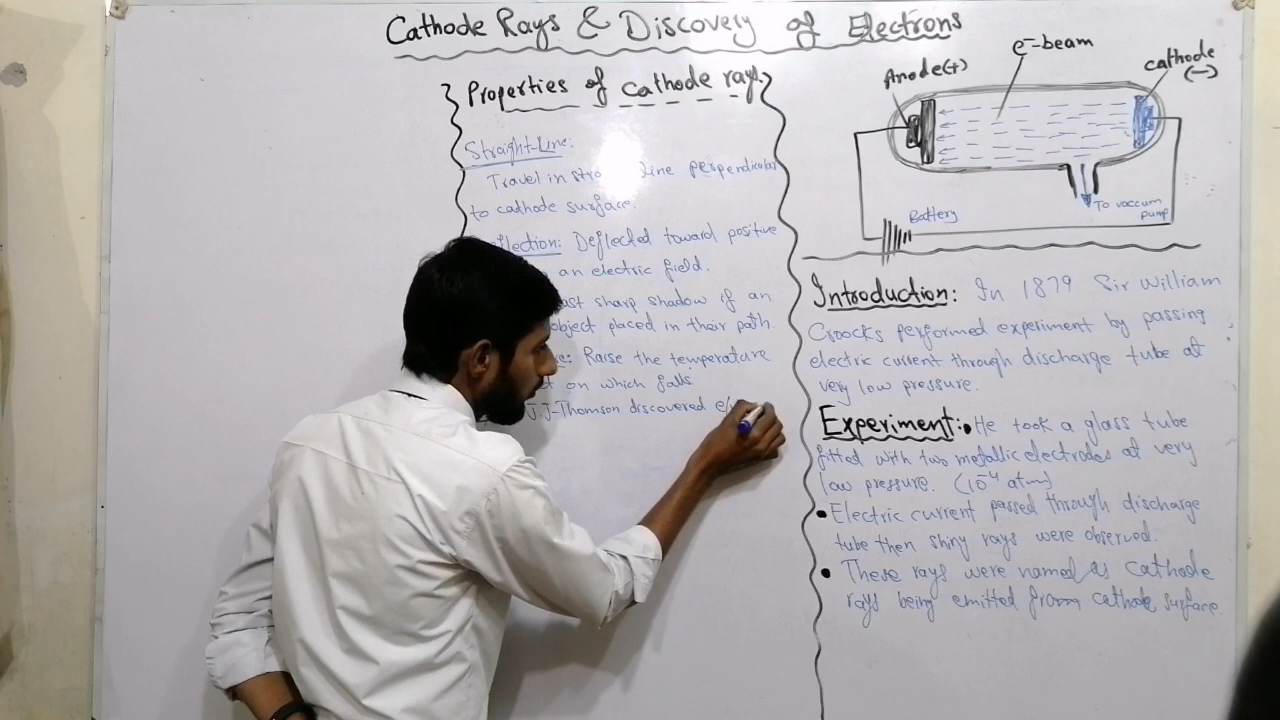 Cathode Rays & Discovery of Electrons
Properties of cathode rays.
Straight-Line:
Travel in line perpendicular
to cathode surface.
Deflected toward positive
an electric field.
sharp shadow if an
object placed in their path.
Raise the temperature
on which falls
J.J-Thomson discovered e/
e⁻-beam
Anode(+)
cathode
(-)
Battery
To vaccum
pump
Introduction: In 1879 Sir William
Croocks performed experiment by passing
electric current through discharge tube at
very low pressure.
Experiment: • He took a glass tube
fitted with two metallic electrodes at very
low pressure. (10⁻⁴ atm)
• Electric current passed through discharge
tube then shiny rays were observed.
• These rays were named as cathode
rays being emitted from cathode surface.